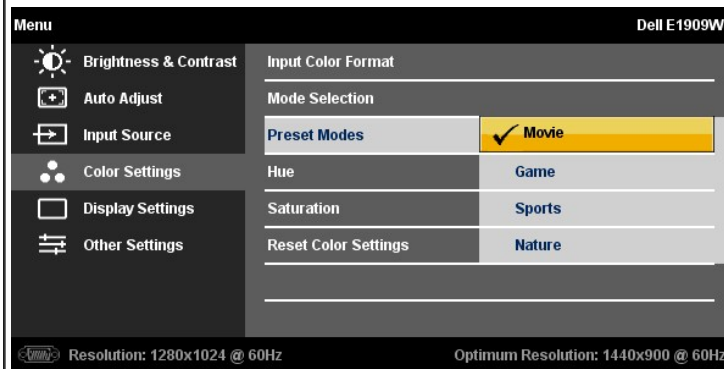 Menu Dell E1909W
Brightness & Contrast Input Color Format
Auto Adjust Mode Selection
Input Source Preset Modes Movie
Color Settings Hue Game
Display Settings Saturation Sports
Other Settings Reset Color Settings Nature
Resolution: 1280x1024 @ 60Hz Optimum Resolution: 1440x900 @ 60Hz